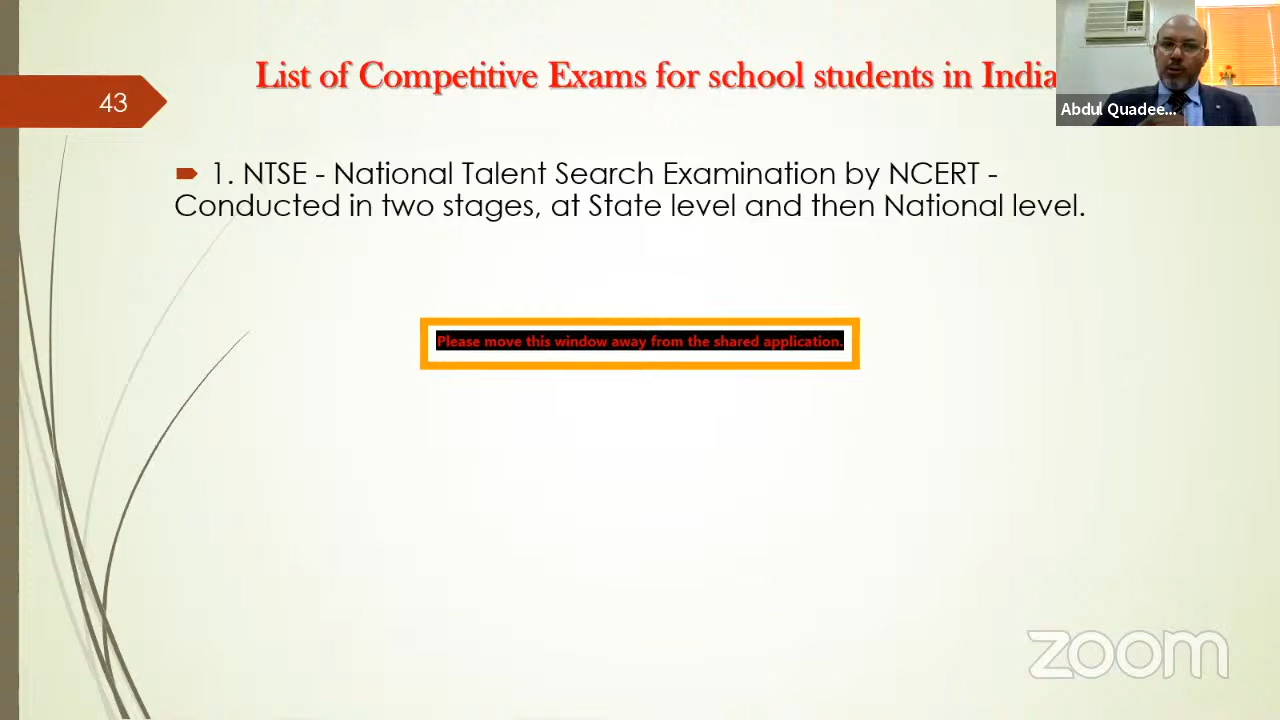 List of Competitive Exams for school students in India
43
Abdul Quadee...
1. NTSE - National Talent Search Examination by NCERT -
Conducted in two stages, at State level and then National level.
Please move this window away from the shared application.
zoom